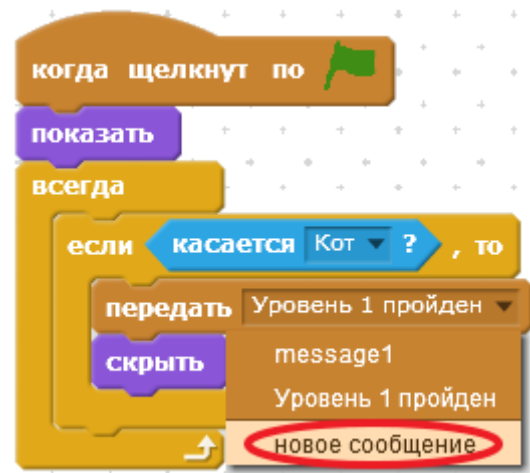 когда щелкнут по
показать
всегда
если касается Кот ? , то
передать Уровень 1 пройден
скрыть
message1
Уровень 1 пройден
новое сообщение